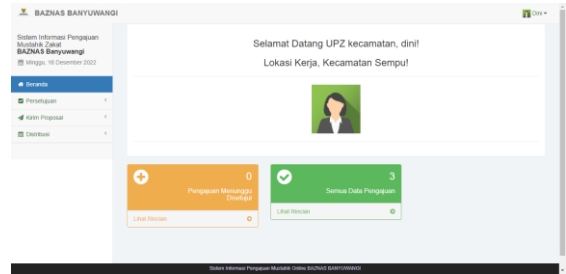 BAZNAS BANYUWANGI
Dini
Sistem Informasi Pengajuan
Mustahik Zakat
BAZNAS Banyuwangi
Minggu, 18 Desember 2022
Beranda
Persetujuan
Kirim Proposal
Distribusi
Selamat Datang UPZ kecamatan, dini!
Lokasi Kerja, Kecamatan Sempu!
0
Pengajuan Menunggu
Disetujui
Lihat Rincian
3
Semua Data Pengajuan
Lihat Rincian
Sistem Informasi Pengajuan Mustahik Online BAZNAS BANYUWANGI